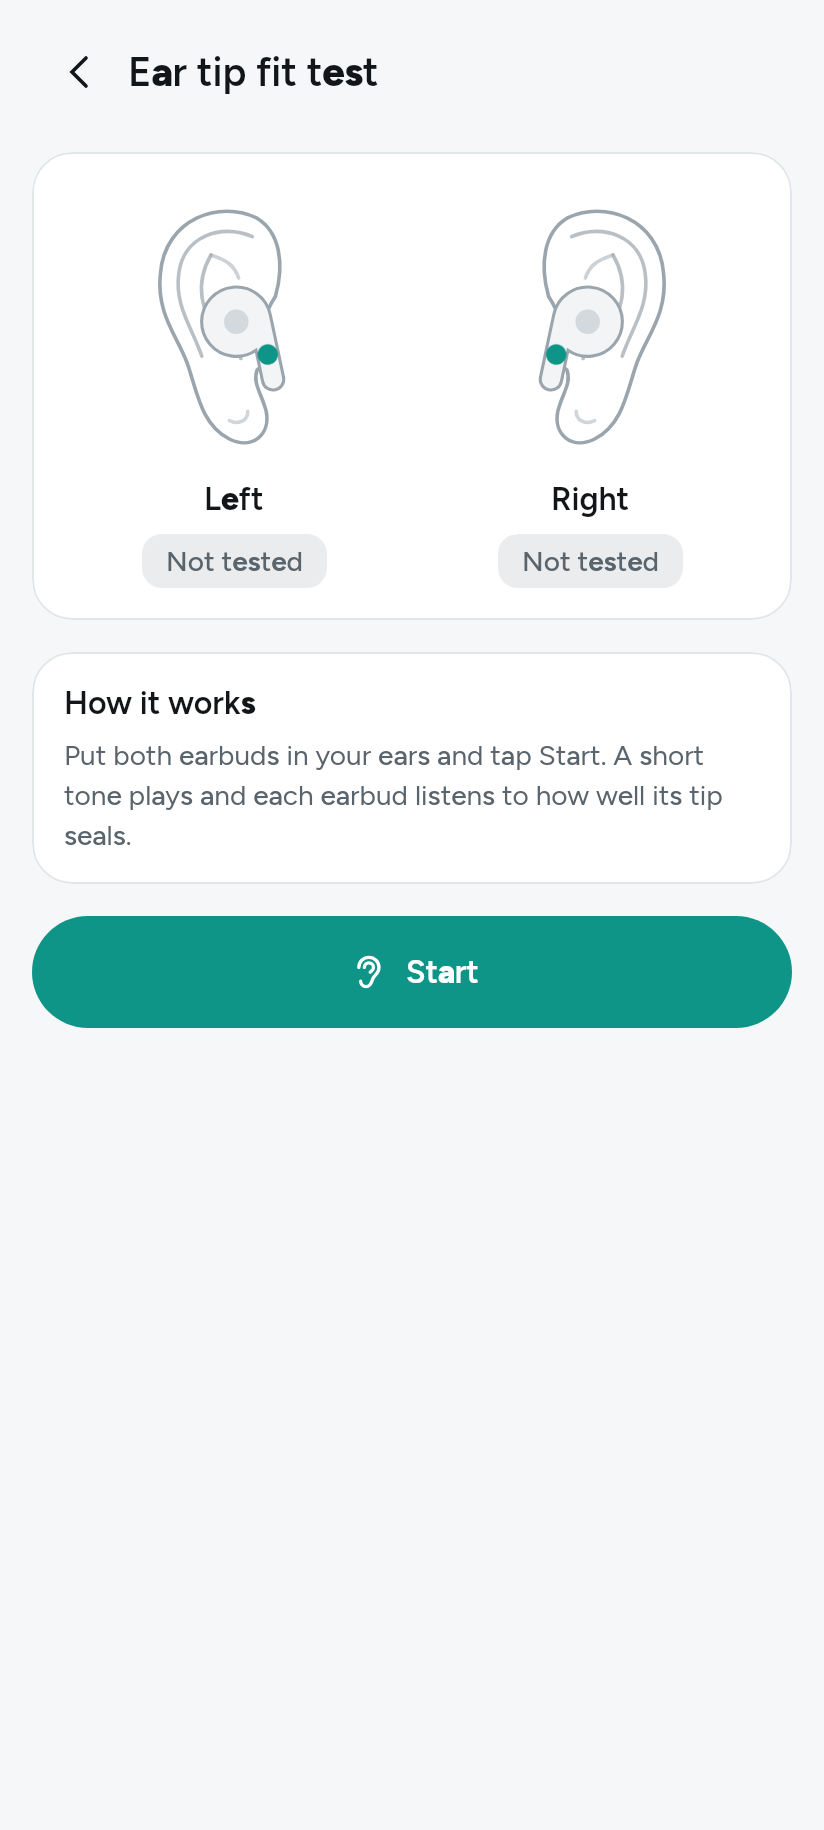 Ear tip fit test
Left
Right
Not tested
Not tested
How it works
Put both earbuds in your ears and tap Start. A short
tone plays and each earbud listens to how well its tip
seals.
Start